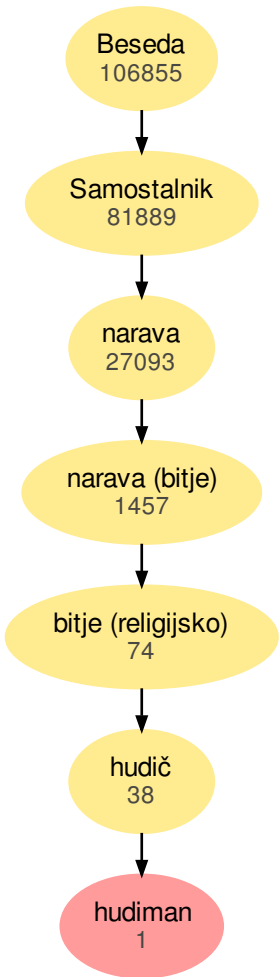 Beseda
106855
Samostalnik
81889
narava
27093
narava (bitje)
1457
bitje (religijsko)
74
hudič
38
hudiman
1